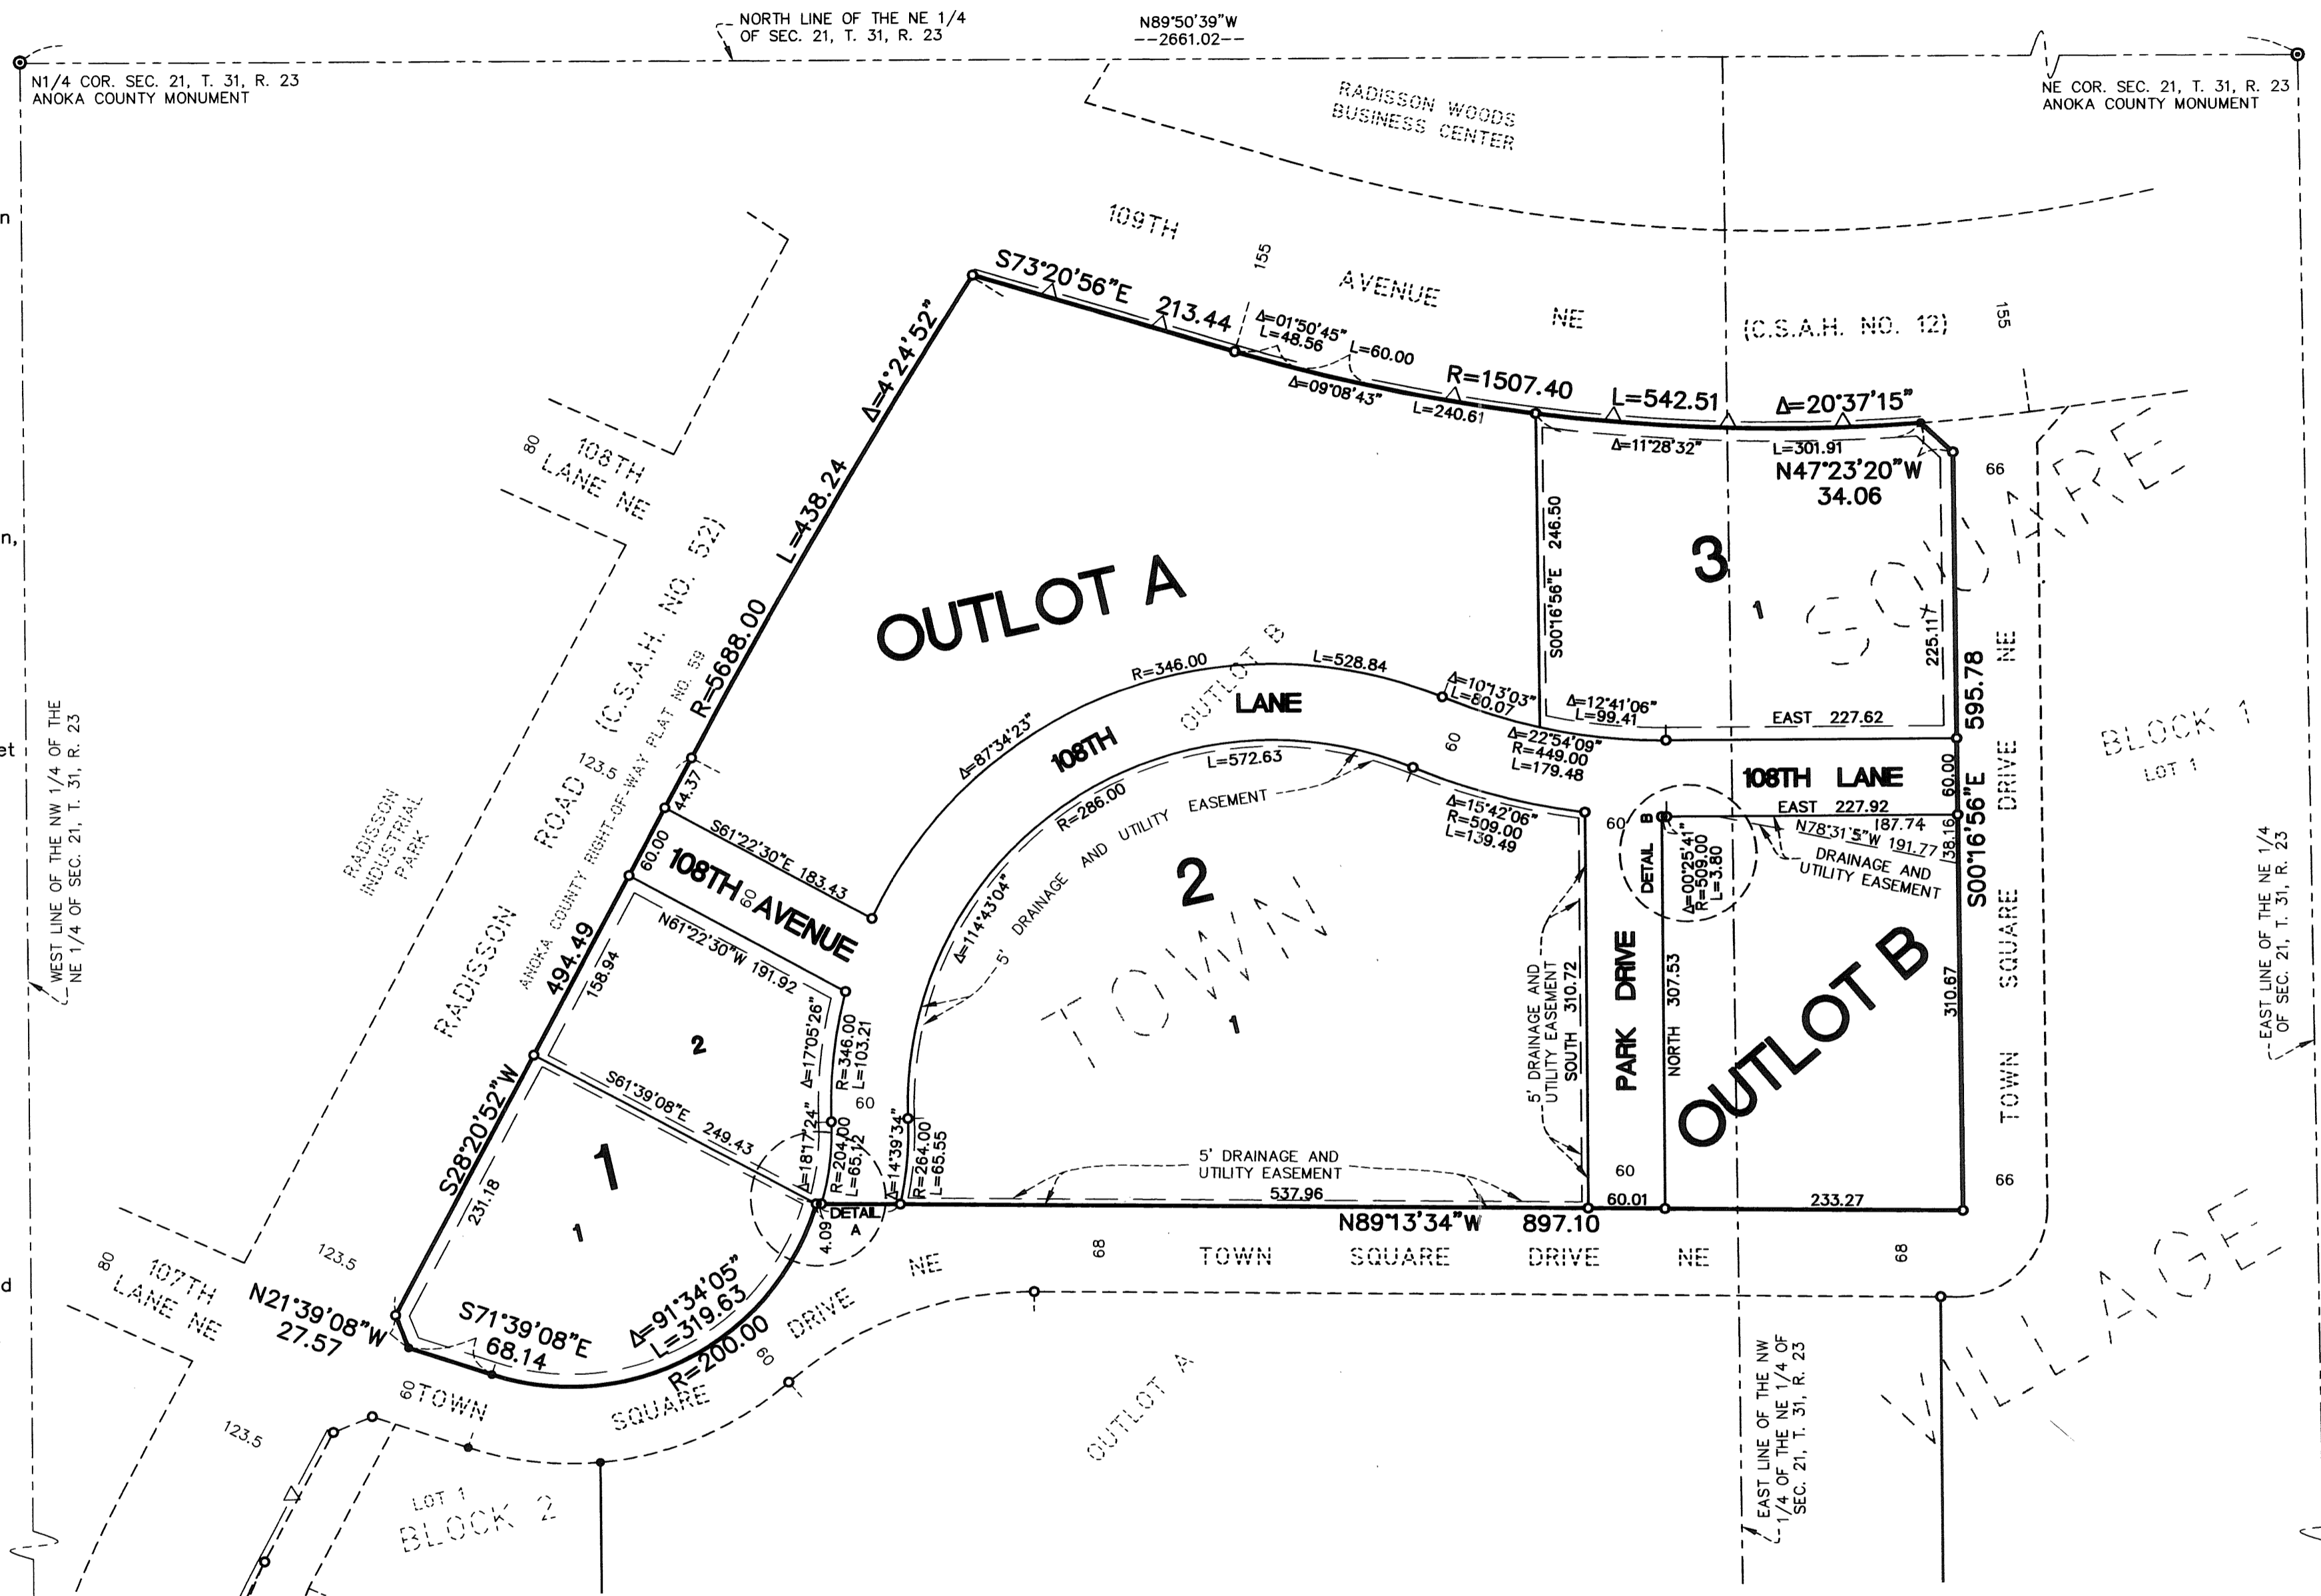 NORTH LINE OF THE NE 1/4
OF SEC. 21, T. 31, R. 23
N89°50'39"W
--2661.02--
N1/4 COR. SEC. 21, T. 31, R. 23
ANOKA COUNTY MONUMENT
NE COR. SEC. 21, T. 31, R. 23
ANOKA COUNTY MONUMENT
RADISSON WOODS
BUSINESS CENTER
n
109TH
AVENUE
NE
(C.S.A.H. NO. 12)
155
155
S73°20'56"E
213.44
Δ=01°50'45"
L=48.56
L=60.00
R=1507.40
L=542.51
Δ=20°37'15"
Δ=09°08'43"
L=240.61
Δ=11°28'32"
L=301.91
N47°23'20"W
34.06
66
Δ=4°24'52"
L=438.24
R=5688.00
80
108TH
LANE NE
n,
S00°16'56"E 246.50
3
1
SQUARE
225.11
595.78
OUTLOT A
OUTLOT B
R=346.00
L=528.84
Δ=87°34'23"
108TH
LANE
Δ=10°13'03"
L=80.07
Δ=12°41'06"
L=99.41
EAST 227.62
Δ=22°54'09"
R=449.00
L=179.48
60
108TH LANE
60.00
EAST 227.92
187.74
N78°31'5"W 191.77
38.16
DRAINAGE AND
UTILITY EASEMENT
S00°16'56"E
TOWN SQUARE DRIVE NE
BLOCK 1
LOT 1
et
WEST LINE OF THE NW 1/4 OF THE
NE 1/4 OF SEC. 21, T. 31, R. 23
RADISSON
INDUSTRIAL
PARK
RADISSON ROAD (C.S.A.H. NO. 52)
ANOKA COUNTY RIGHT-OF-WAY PLAT NO. 59
123.5
44.37
60.00
S61°22'30"E 183.43
108TH AVENUE
60
N61°22'30"W 191.92
494.49
158.94
L=572.63
R=286.00
Δ=114°43'04"
5' DRAINAGE AND UTILITY EASEMENT
Δ=15°42'06"
R=509.00
L=139.49
60
DETAIL B
Δ=00°25'41"
R=509.00
L=3.80
2
TOWN
1
5' DRAINAGE AND
UTILITY EASEMENT
SOUTH 310.72
PARK DRIVE
NORTH 307.53
OUTLOT B
310.67
EAST LINE OF THE NE 1/4
OF SEC. 21, T. 31, R. 23
2
Δ=17°05'26"
R=346.00
L=103.21
60
S61°39'08"E 249.43
Δ=18°17'24"
R=204.00
L=65.12
Δ=14°39'34"
R=264.00
L=65.55
S28°20'52"W
231.18
1
1
DETAIL
A
4.09
5' DRAINAGE AND
UTILITY EASEMENT
537.96
60
60.01
233.27
66
N89°13'34"W 897.10
68
TOWN SQUARE DRIVE NE
68
d
80
107TH
LANE NE
123.5
N21°39'08"W
27.57
S71°39'08"E
68.14
Δ=91°34'05"
L=319.63
R=200.00
60
TOWN
SQUARE
DRIVE
NE
60
123.5
OUTLOT A
VILLAGE
EAST LINE OF THE NW
1/4 OF THE NE 1/4 OF
SEC. 21, T. 31, R. 23
LOT 1
BLOCK 2